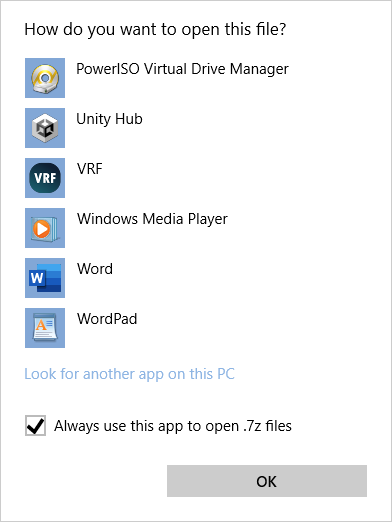 How do you want to open this file?
PowerISO Virtual Drive Manager
Unity Hub
VRF
VRF
Windows Media Player
Word
W
WordPad
A
Look for another app on this PC
Always use this app to open .7z files
OK